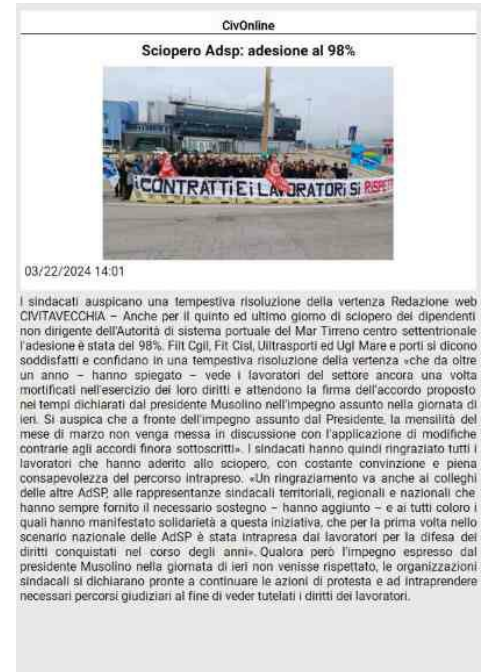 CivOnline
Sciopero Adsp: adesione al 98%
i CONTRATTI E i LAVORATORI SI RISPETT
03/22/2024 14:01
I sindacati auspicano una tempestiva risoluzione della vertenza Redazione web
CIVITAVECCHIA – Anche per il quinto ed ultimo giorno di sciopero dei dipendenti
non dirigente dell'Autorità di sistema portuale del Mar Tirreno centro settentrionale
l'adesione è stata del 98%. Filt Cgil, Fit Cisl, Uiltrasporti ed Ugl Mare e porti si dicono
soddisfatti e confidano in una tempestiva risoluzione della vertenza «che da oltre
un anno – hanno spiegato – vede i lavoratori del settore ancora una volta
mortificati nell'esercizio dei loro diritti e attendono la firma dell'accordo proposto
nei tempi dichiarati dal presidente Musolino nell'impegno assunto nella giornata di
ieri. Si auspica che a fronte dell'impegno assunto dal Presidente, la mensilità del
mese di marzo non venga messa in discussione con l'applicazione di modifiche
contrarie agli accordi finora sottoscritti». I sindacati hanno quindi ringraziato tutti i
lavoratori che hanno aderito allo sciopero, con costante convinzione e piena
consapevolezza del percorso intrapreso. «Un ringraziamento va anche ai colleghi
delle altre AdSP, alle rappresentanze sindacali territoriali, regionali e nazionali che
hanno sempre fornito il necessario sostegno – hanno aggiunto – e ai tutti coloro i
quali hanno manifestato solidarietà a questa iniziativa, che per la prima volta nello
scenario nazionale delle AdSP è stata intrapresa dai lavoratori per la difesa dei
diritti conquistati nel corso degli anni». Qualora però l'impegno espresso dal
presidente Musolino nella giornata di ieri non venisse rispettato, le organizzazioni
sindacali si dichiarano pronte a continuare le azioni di protesta e ad intraprendere
necessari percorsi giudiziari al fine di veder tutelati i diritti dei lavoratori.